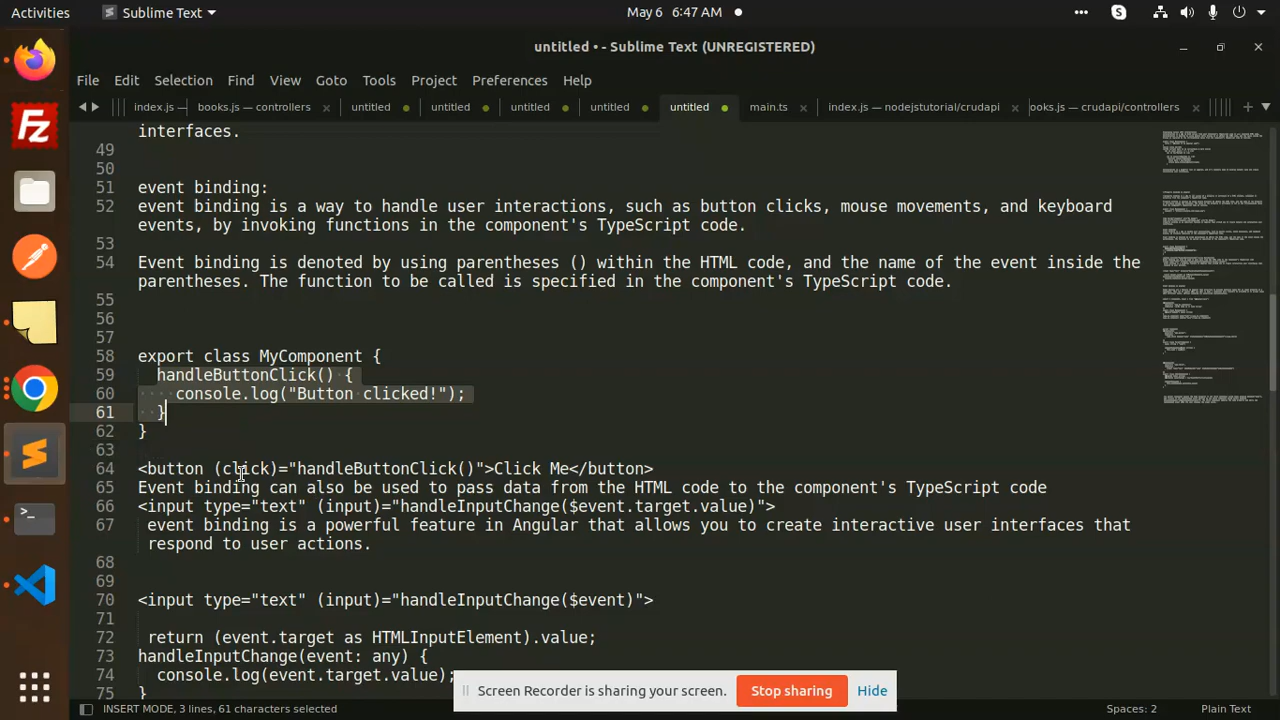 Activities
Sublime Text
May 6 6:47 AM
untitled • - Sublime Text (UNREGISTERED)
File Edit Selection Find View Goto Tools Project Preferences Help
index.js —
books.js — controllers
untitled
untitled
untitled
untitled
untitled
main.ts
index.js — nodejstutorial/crudapi
ooks.js — crudapi/controllers
interfaces.
49
50
51 event binding:
52 event binding is a way to handle user interactions, such as button clicks, mouse movements, and keyboard
events, by invoking functions in the component's TypeScript code.
53
54 Event binding is denoted by using parentheses () within the HTML code, and the name of the event inside the
parentheses. The function to be called is specified in the component's TypeScript code.
55
56
57
58 export class MyComponent {
59 handleButtonClick() {
60 console.log("Button clicked!");
61 }
62 }
63
64 <button (click)="handleButtonClick()">Click Me</button>
65 Event binding can also be used to pass data from the HTML code to the component's TypeScript code
66 <input type="text" (input)="handleInputChange($event.target.value)">
67 event binding is a powerful feature in Angular that allows you to create interactive user interfaces that
respond to user actions.
68
69
70 <input type="text" (input)="handleInputChange($event)">
71
72 return (event.target as HTMLInputElement).value;
73 handleInputChange(event: any) {
74 console.log(event.target.value);
75 }
Screen Recorder is sharing your screen.
Stop sharing
Hide
INSERT MODE, 3 lines, 61 characters selected
Spaces: 2
Plain Text